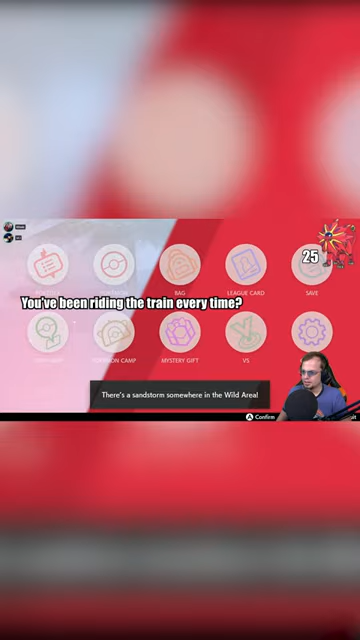 25
BAG
LEAGUE CARD
SAVE
You've been riding the train every time?
POKÉMON CAMP
MYSTERY GIFT
VS
There's a sandstorm somewhere in the Wild Area!
A Confirm